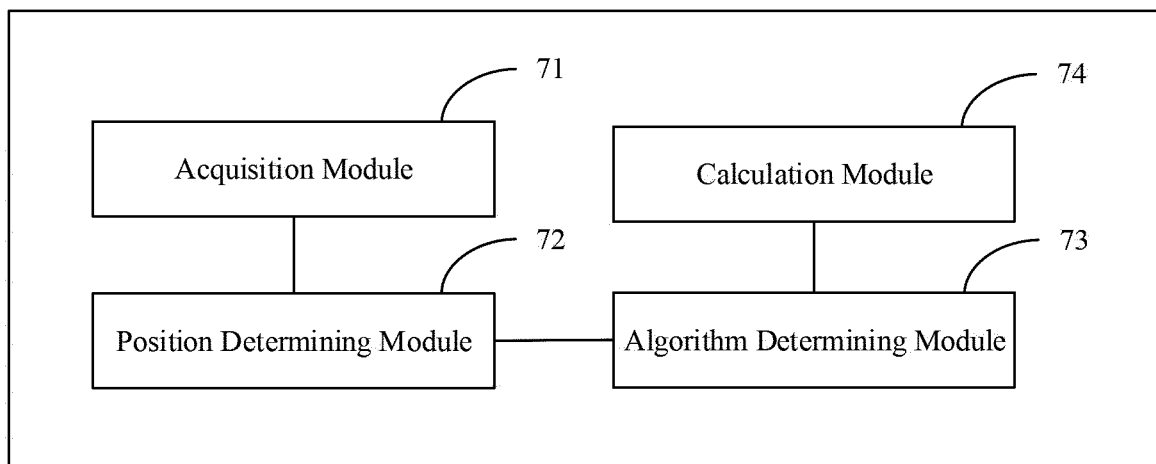 71
74
Acquisition Module
Calculation Module
72
73
Position Determining Module
Algorithm Determining Module